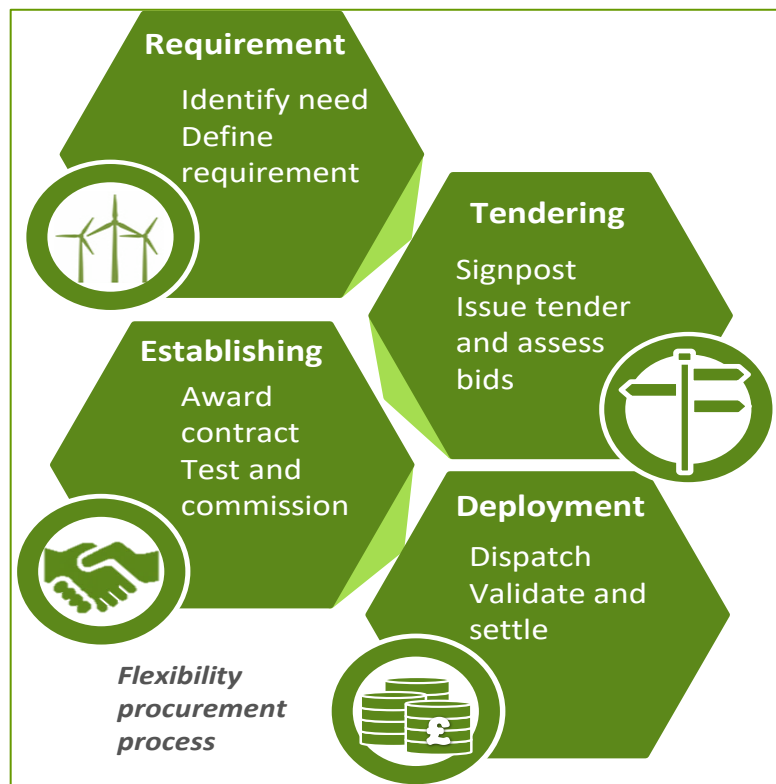 Requirement
Identify need
Define
requirement
Tendering
Signpost
Issue tender
and assess
bids
Establishing
Award
contract
Test and
commission
Deployment
Dispatch
Validate and
settle
£
Flexibility
procurement
process